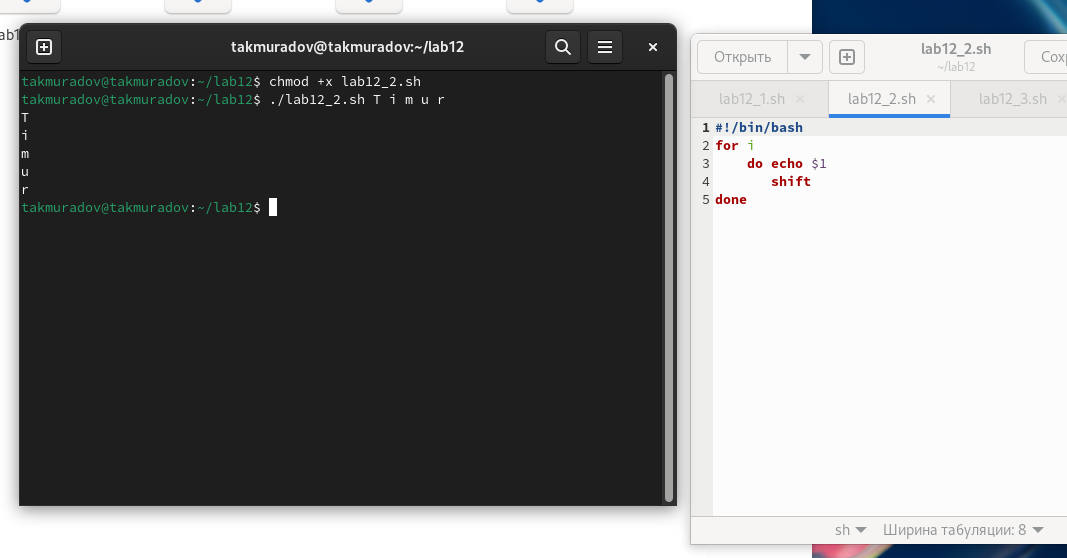 takmuradov@takmuradov:~/lab12
takmuradov@takmuradov:~/lab12$ chmod +x lab12_2.sh
takmuradov@takmuradov:~/lab12$ ./lab12_2.sh T i m u r
T
i
m
u
r
takmuradov@takmuradov:~/lab12$
Открыть
lab12_2.sh
~/lab12
lab12_1.sh
lab12_2.sh
lab12_3.sh
1 #!/bin/bash
2 for i
3 do echo $1
4 shift
5 done
sh
Ширина табуляции: 8